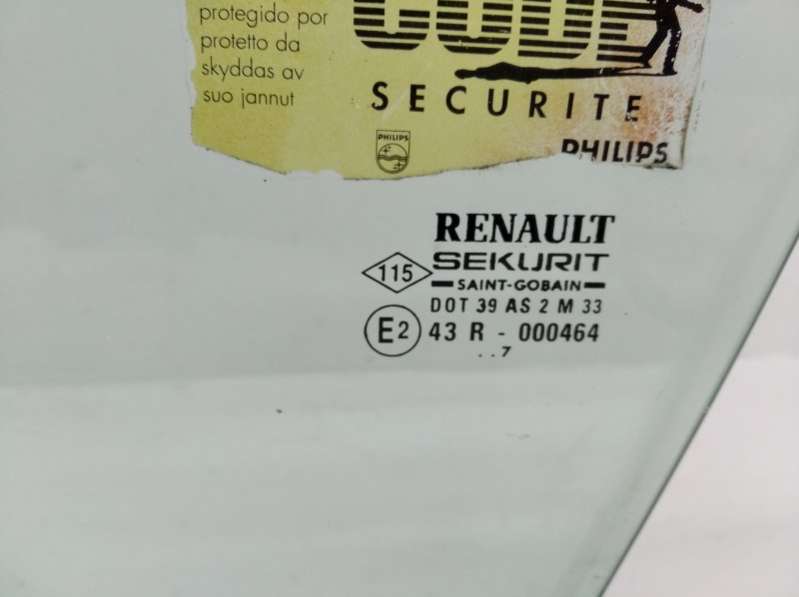 protegido por
protetto da
skyddas av
suo jannut
CODE
SECURITE
PHILIPS
PHILIPS
RENAULT
115
SEKURIT
SAINT-GOBAIN
DOT 39 AS 2 M 33
E2 43 R - 000464
. . 7